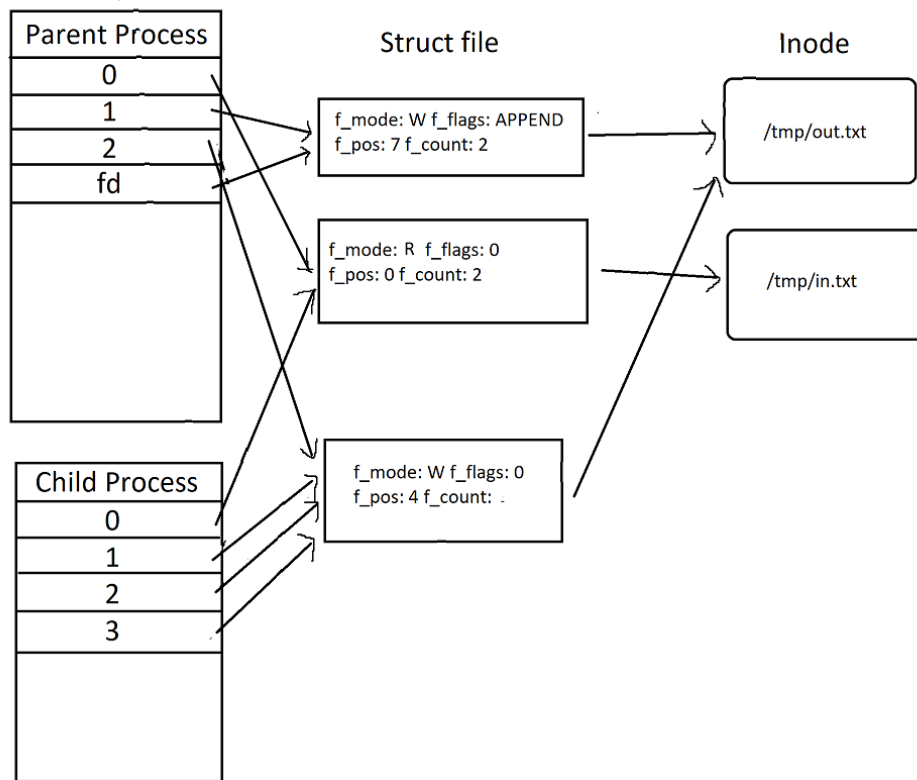 Parent Process
0
1
2
fd
Struct file
f_mode: W f_flags: APPEND
f_pos: 7 f_count: 2
f_mode: R f_flags: 0
f_pos: 0 f_count: 2
f_mode: W f_flags: 0
f_pos: 4 f_count:
Inode
/tmp/out.txt
/tmp/in.txt
Child Process
0
1
2
3